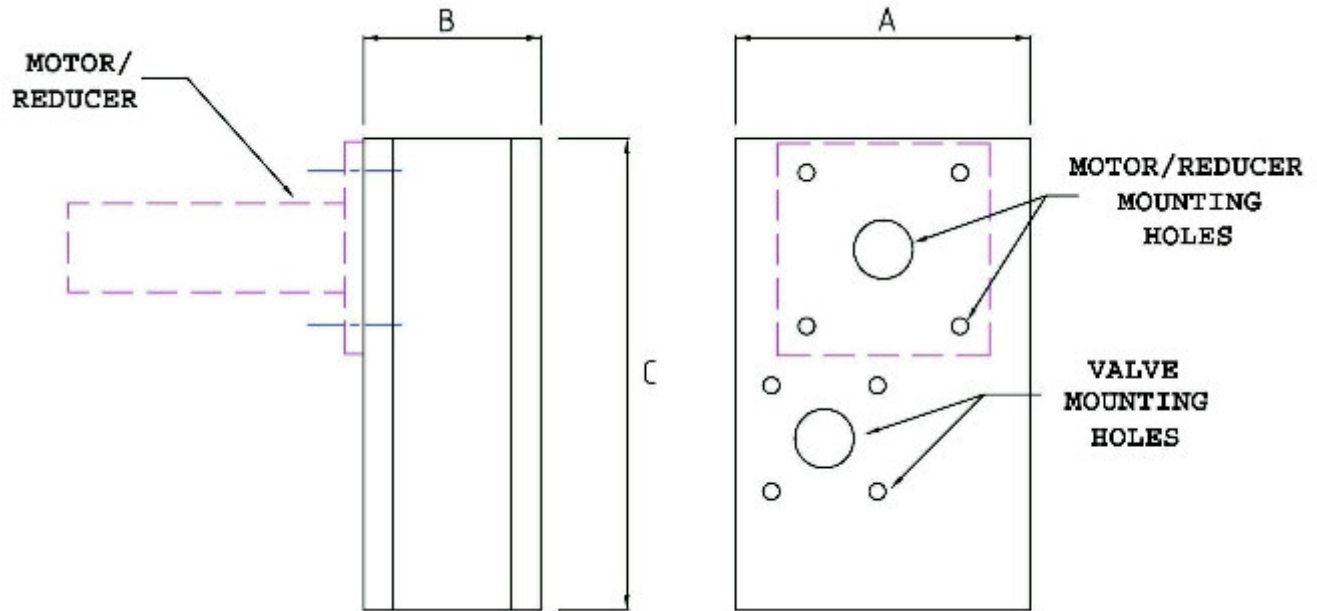 B
A
MOTOR/
REDUCER
MOTOR/REDUCER
MOUNTING
HOLES
C
VALVE
MOUNTING
HOLES